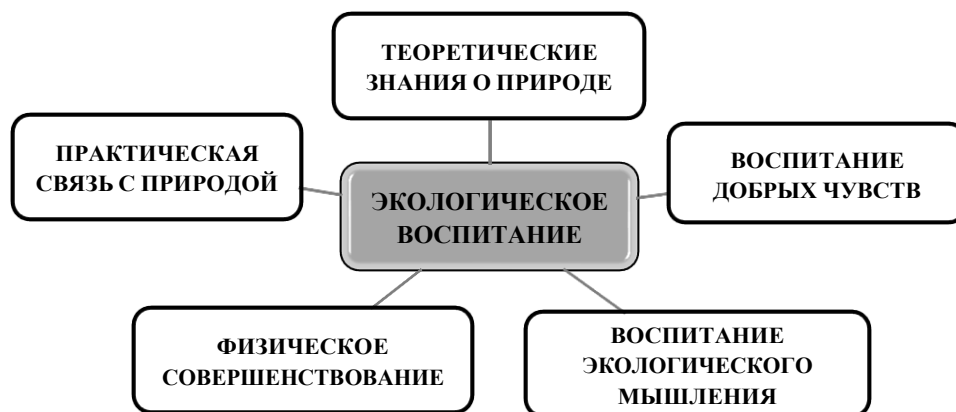 ТЕОРЕТИЧЕСКИЕ
ЗНАНИЯ О ПРИРОДЕ
ПРАКТИЧЕСКАЯ
СВЯЗЬ С ПРИРОДОЙ
ВОСПИТАНИЕ
ДОБРЫХ ЧУВСТВ
ЭКОЛОГИЧЕСКОЕ
ВОСПИТАНИЕ
ФИЗИЧЕСКОЕ
СОВЕРШЕНСТВОВАНИЕ
ВОСПИТАНИЕ
ЭКОЛОГИЧЕСКОГО
МЫШЛЕНИЯ